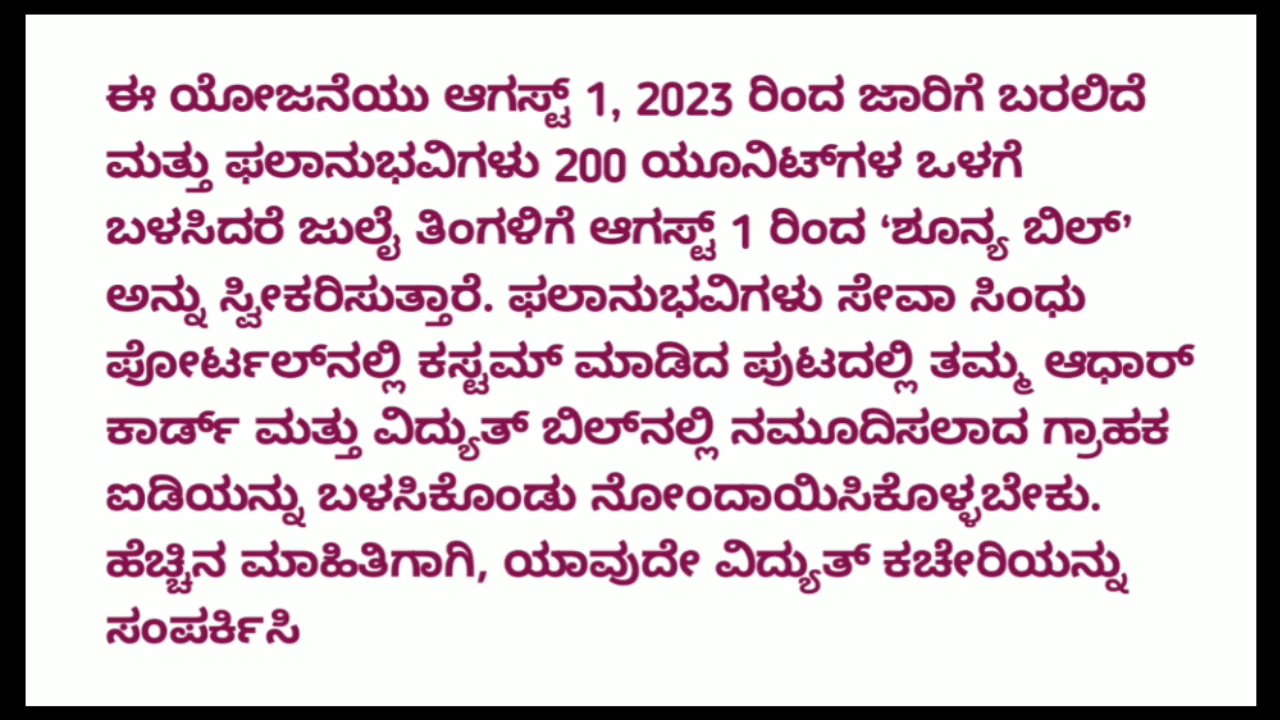 ಈ ಯೋಜನೆಯು ಆಗಸ್ಟ್ 1, 2023 ರಿಂದ ಜಾರಿಗೆ ಬರಲಿದೆ
ಮತ್ತು ಫಲಾನುಭವಿಗಳು 200 ಯೂನಿಟ್‌ಗಳ ಒಳಗೆ
ಬಳಸಿದರೆ ಜುಲೈ ತಿಂಗಳಿಗೆ ಆಗಸ್ಟ್ 1 ರಿಂದ ‘ಶೂನ್ಯ ಬಿಲ್’
ಅನ್ನು ಸ್ವೀಕರಿಸುತ್ತಾರೆ. ಫಲಾನುಭವಿಗಳು ಸೇವಾ ಸಿಂಧು
ಪೋರ್ಟಲ್‌ನಲ್ಲಿ ಕಸ್ಟಮ್ ಮಾಡಿದ ಪುಟದಲ್ಲಿ ತಮ್ಮ ಆಧಾರ್
ಕಾರ್ಡ್ ಮತ್ತು ವಿದ್ಯುತ್ ಬಿಲ್‌ನಲ್ಲಿ ನಮೂದಿಸಲಾದ ಗ್ರಾಹಕ
ಐಡಿಯನ್ನು ಬಳಸಿಕೊಂಡು ನೋಂದಾಯಿಸಿಕೊಳ್ಳಬೇಕು.
ಹೆಚ್ಚಿನ ಮಾಹಿತಿಗಾಗಿ, ಯಾವುದೇ ವಿದ್ಯುತ್ ಕಚೇರಿಯನ್ನು
ಸಂಪರ್ಕಿಸಿ